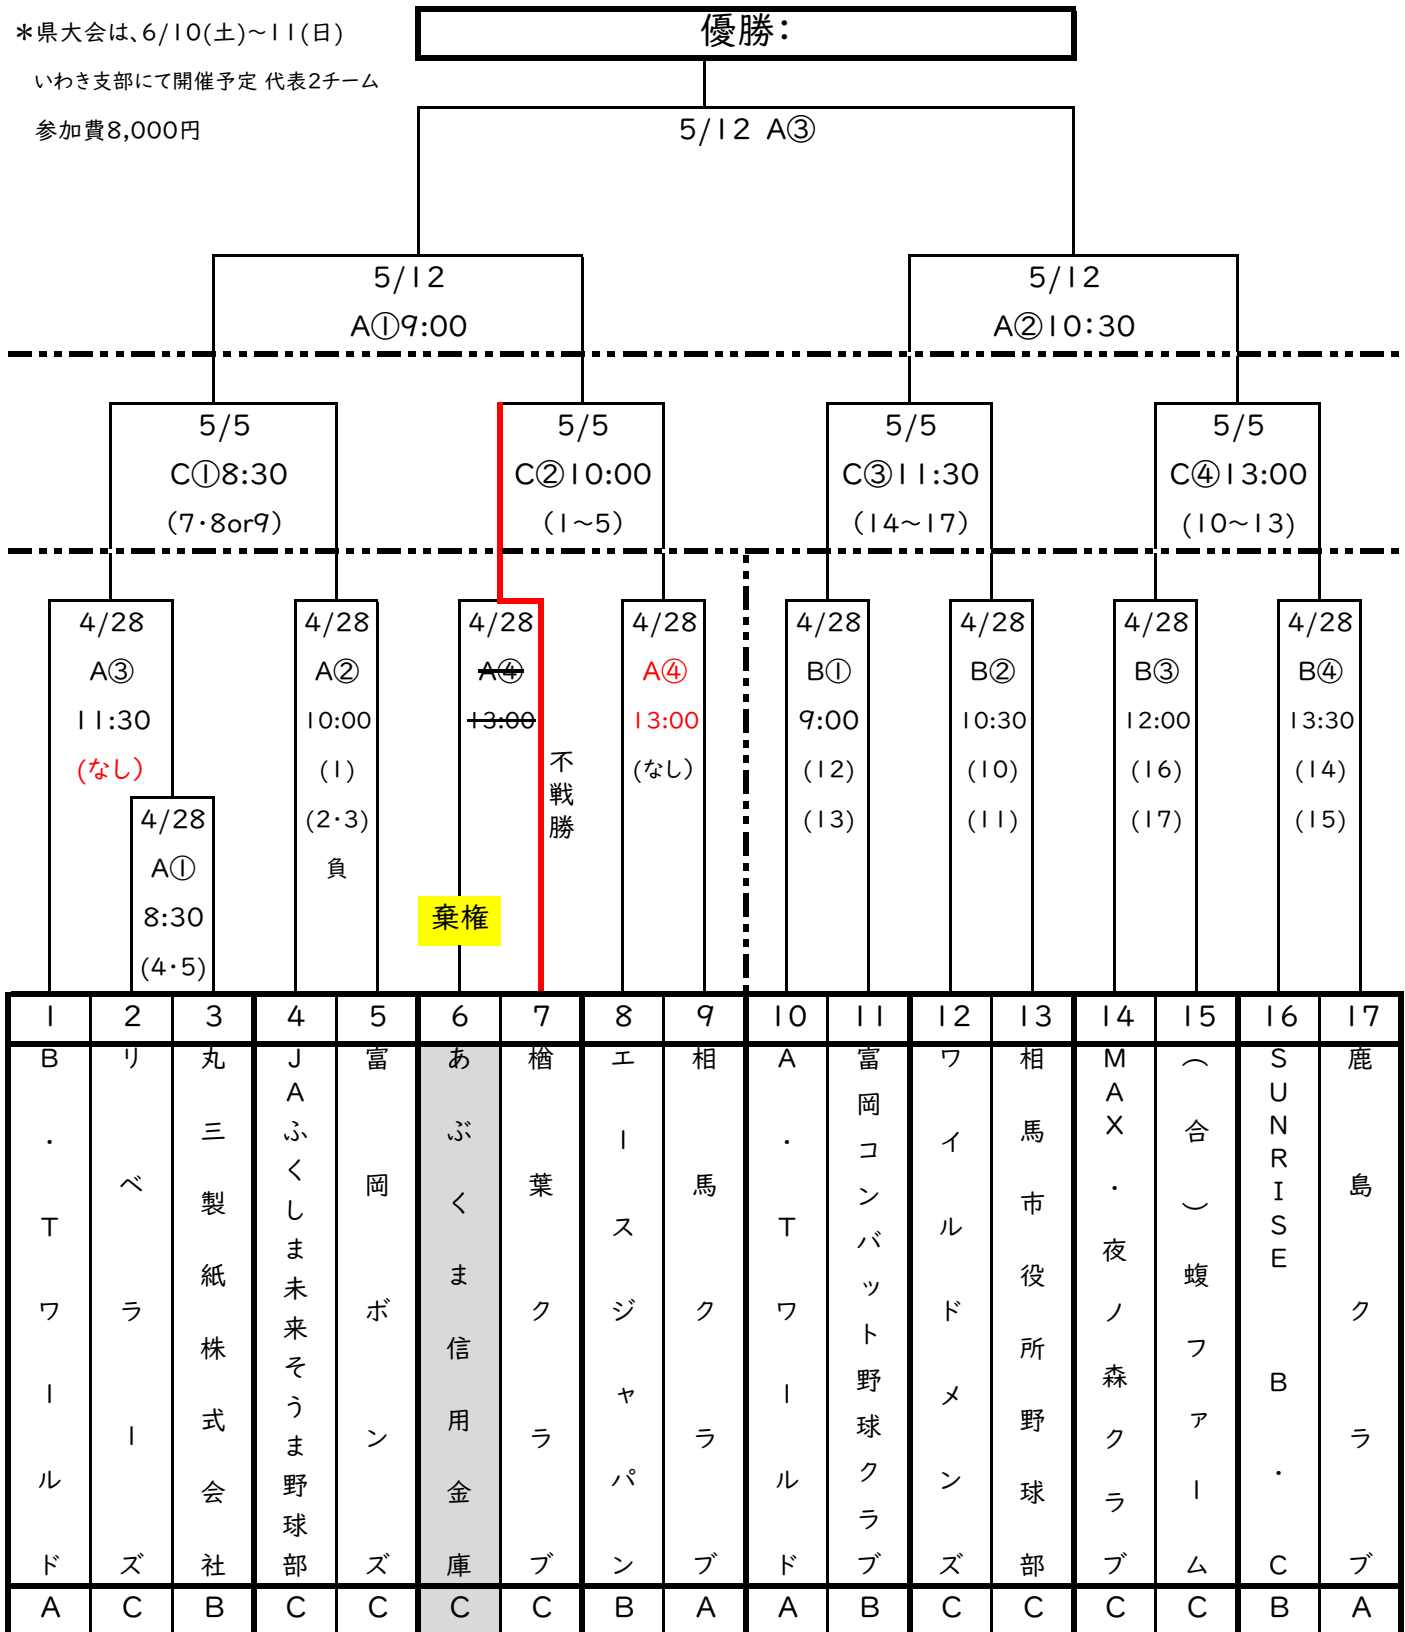 ＊県大会は、6/10(土)～11(日)
いわき支部にて開催予定 代表2チーム
参加費8,000円
優勝：
5/12 A③
5/12
A①9:00
5/12
A②10：30
5/5
C①8:30
(7・8or9)
5/5
C②10:00
(1～5)
5/5
C③11:30
(14～17)
5/5
C④13:00
(10～13)
4/28
A③
11:30
(なし)
4/28
A①
8:30
(4・5)
4/28
A②
10:00
(1)
(2・3)
負
4/28
A④
13:00
不戦勝
棄権
4/28
A④
13:00
(なし)
4/28
B①
9:00
(12)
(13)
4/28
B②
10:30
(10)
(11)
4/28
B③
12:00
(16)
(17)
4/28
B④
13:30
(14)
(15)
1 2 3 4 5 6 7 8 9 10 11 12 13 14 15 16 17
B・Tワールド
リベラーズ
丸三製紙株式会社
JAふくしま未来そうま野球部
富岡ボンズ
あぶくま信用金庫
楢葉クラブ
エースジャパン
相馬クラブ
A・Tワールド
富岡コンバット野球クラブ
ワイルドメンズ
相馬市役所野球部
MAX・夜ノ森クラブ
(合)蝮ファーム
SUNRISE B・C
鹿島クラブ
A C B C C C C B A A B C C C C B A